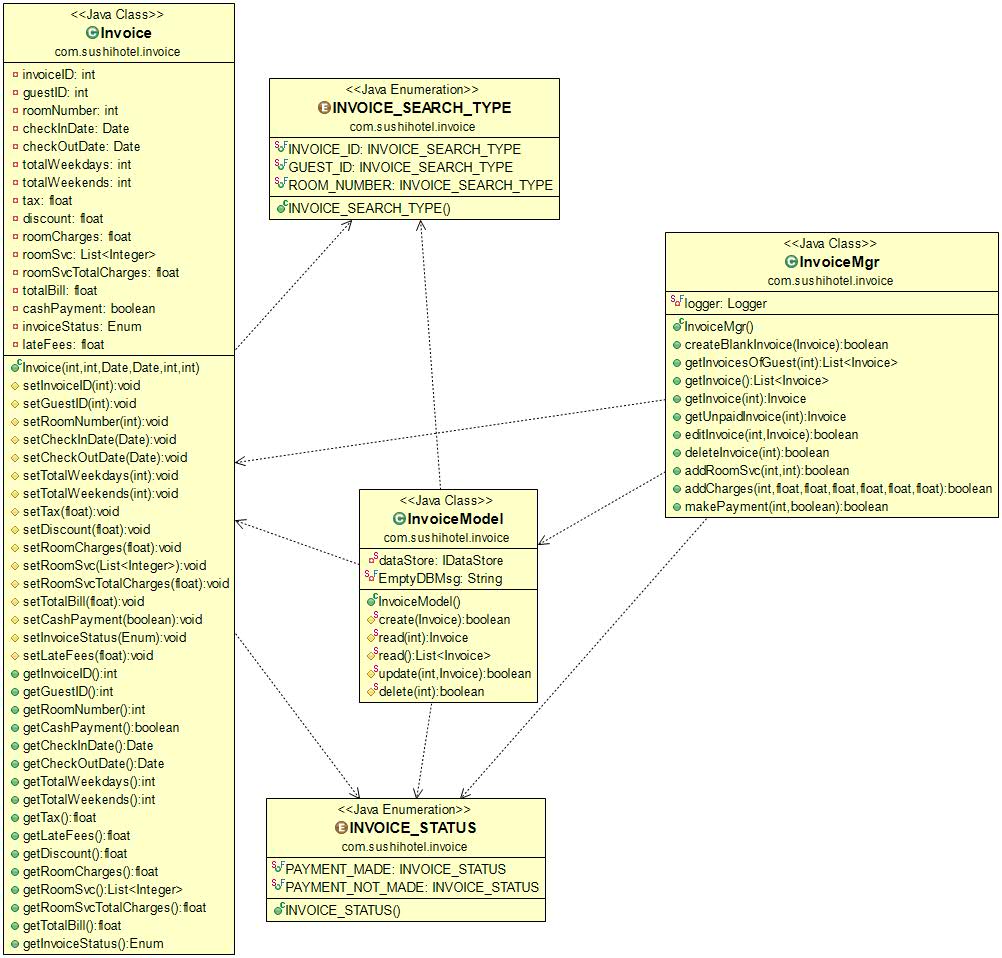 <<Java Class>>
Invoice
com.sushihotel.invoice
invoiceID: int
guestID: int
roomNumber: int
checkInDate: Date
checkOutDate: Date
totalWeekdays: int
totalWeekends: int
tax: float
discount: float
roomCharges: float
roomSvc: List<Integer>
roomSvcTotalCharges: float
totalBill: float
cashPayment: boolean
invoiceStatus: Enum
lateFees: float
Invoice(int,int,Date,Date,int,int)
setInvoiceID(int):void
setGuestID(int):void
setRoomNumber(int):void
setCheckInDate(Date):void
setCheckOutDate(Date):void
setTotalWeekdays(int):void
setTotalWeekends(int):void
setTax(float):void
setDiscount(float):void
setRoomCharges(float):void
setRoomSvc(List<Integer>):void
setRoomSvcTotalCharges(float):void
setTotalBill(float):void
setCashPayment(boolean):void
setInvoiceStatus(Enum):void
setLateFees(float):void
getInvoiceID():int
getGuestID():int
getRoomNumber():int
getCashPayment():boolean
getCheckInDate():Date
getCheckOutDate():Date
getTotalWeekdays():int
getTotalWeekends():int
getTax():float
getLateFees():float
getDiscount():float
getRoomCharges():float
getRoomSvc():List<Integer>
getRoomSvcTotalCharges():float
getTotalBill():float
getInvoiceStatus():Enum
<<Java Enumeration>>
INVOICE_SEARCH_TYPE
com.sushihotel.invoice
INVOICE_ID: INVOICE_SEARCH_TYPE
GUEST_ID: INVOICE_SEARCH_TYPE
ROOM_NUMBER: INVOICE_SEARCH_TYPE
INVOICE_SEARCH_TYPE()
<<Java Class>>
InvoiceMgr
com.sushihotel.invoice
logger: Logger
InvoiceMgr()
createBlankInvoice(Invoice):boolean
getInvoicesOfGuest(int):List<Invoice>
getInvoice():List<Invoice>
getInvoice(int):Invoice
getUnpaidInvoice(int):Invoice
editInvoice(int,Invoice):boolean
deleteInvoice(int):boolean
addRoomSvc(int,int):boolean
addCharges(int,float,float,float,float,float,float):boolean
makePayment(int,boolean):boolean
<<Java Class>>
InvoiceModel
com.sushihotel.invoice
dataStore: IDataStore
EmptyDBMsg: String
InvoiceModel()
create(Invoice):boolean
read(int):Invoice
read():List<Invoice>
update(int,Invoice):boolean
delete(int):boolean
<<Java Enumeration>>
INVOICE_STATUS
com.sushihotel.invoice
PAYMENT_MADE: INVOICE_STATUS
PAYMENT_NOT_MADE: INVOICE_STATUS
INVOICE_STATUS()